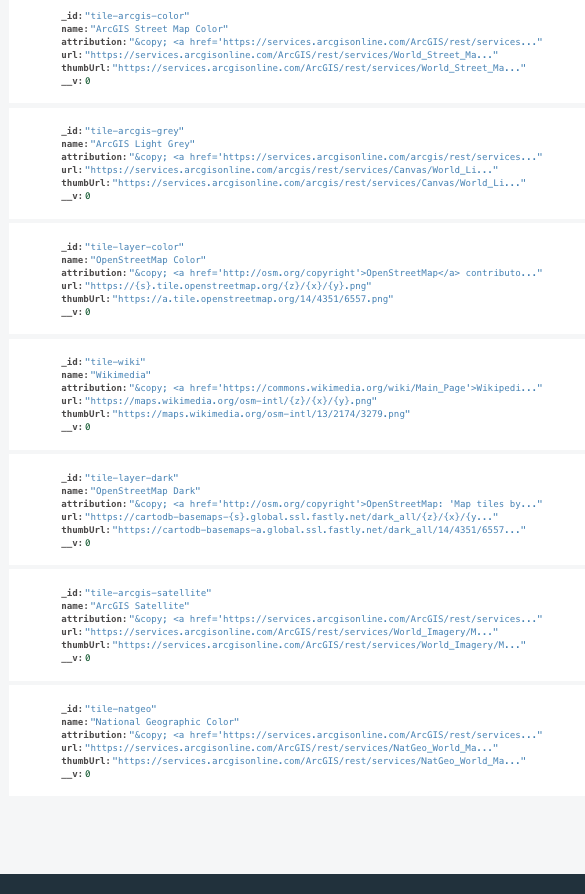 _id: "tile-arcgis-color"
name: "ArcGIS Street Map Color"
attribution: "&copy; <a href='https://services.arcgisonline.com/ArcGIS/rest/services..."
url: "https://services.arcgisonline.com/ArcGIS/rest/services/World_Street_Ma..."
thumbUrl: "https://services.arcgisonline.com/ArcGIS/rest/services/World_Street_Ma..."
__v: 0
_id: "tile-arcgis-grey"
name: "ArcGIS Light Grey"
attribution: "&copy; <a href='https://services.arcgisonline.com/arcgis/rest/services..."
url: "https://services.arcgisonline.com/arcgis/rest/services/Canvas/World_Li..."
thumbUrl: "https://services.arcgisonline.com/arcgis/rest/services/Canvas/World_Li..."
__v: 0
_id: "tile-layer-color"
name: "OpenStreetMap Color"
attribution: "&copy; <a href='http://osm.org/copyright'>OpenStreetMap</a> contributo..."
url: "https://{s}.tile.openstreetmap.org/{z}/{x}/{y}.png"
thumbUrl: "https://a.tile.openstreetmap.org/14/4351/6557.png"
__v: 0
_id: "tile-wiki"
name: "Wikimedia"
attribution: "&copy; <a href='https://commons.wikimedia.org/wiki/Main_Page'>Wikipedi..."
url: "https://maps.wikimedia.org/osm-intl/{z}/{x}/{y}.png"
thumbUrl: "https://maps.wikimedia.org/osm-intl/13/2174/3279.png"
__v: 0
_id: "tile-layer-dark"
name: "OpenStreetMap Dark"
attribution: "&copy; <a href='http://osm.org/copyright'>OpenStreetMap: 'Map tiles by..."
url: "https://cartodb-basemaps-{s}.global.ssl.fastly.net/dark_all/{z}/{x}/{y..."
thumbUrl: "https://cartodb-basemaps-a.global.ssl.fastly.net/dark_all/14/4351/6557..."
__v: 0
_id: "tile-arcgis-satellite"
name: "ArcGIS Satellite"
attribution: "&copy; <a href='https://services.arcgisonline.com/ArcGIS/rest/services..."
url: "https://services.arcgisonline.com/ArcGIS/rest/services/World_Imagery/M..."
thumbUrl: "https://services.arcgisonline.com/ArcGIS/rest/services/World_Imagery/M..."
__v: 0
_id: "tile-natgeo"
name: "National Geographic Color"
attribution: "&copy; <a href='https://services.arcgisonline.com/ArcGIS/rest/services..."
url: "https://services.arcgisonline.com/ArcGIS/rest/services/NatGeo_World_Ma..."
thumbUrl: "https://services.arcgisonline.com/ArcGIS/rest/services/NatGeo_World_Ma..."
__v: 0